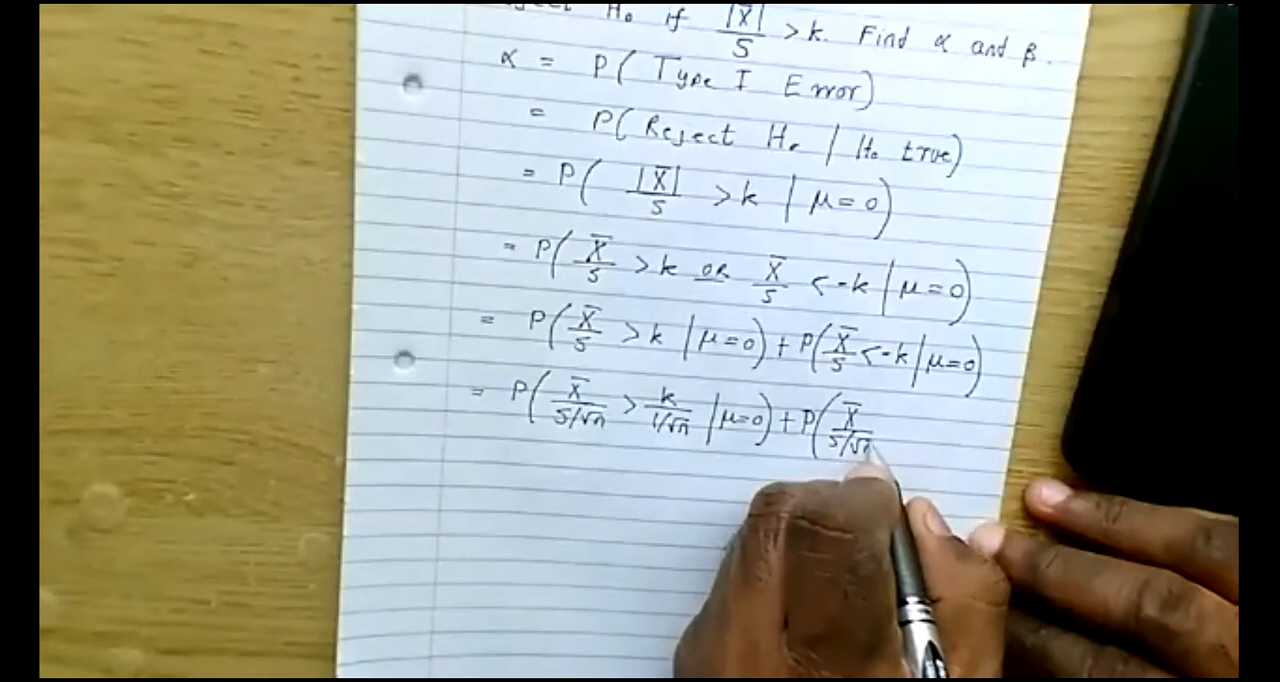 H₀ if |X̄|/S > k. Find α and β.
α = P( Type I Error)
= P( Reject H₀ | H₀ true)
= P( |X̄|/S > k | μ = 0)
= P( X̄/S > k OR X̄/S < -k | μ = 0)
= P( X̄/S > k | μ = 0) + P( X̄/S < -k | μ = 0)
= P( X̄/(S/√n) > k/(1/√n) | μ = 0) + P( X̄/(S/√n)